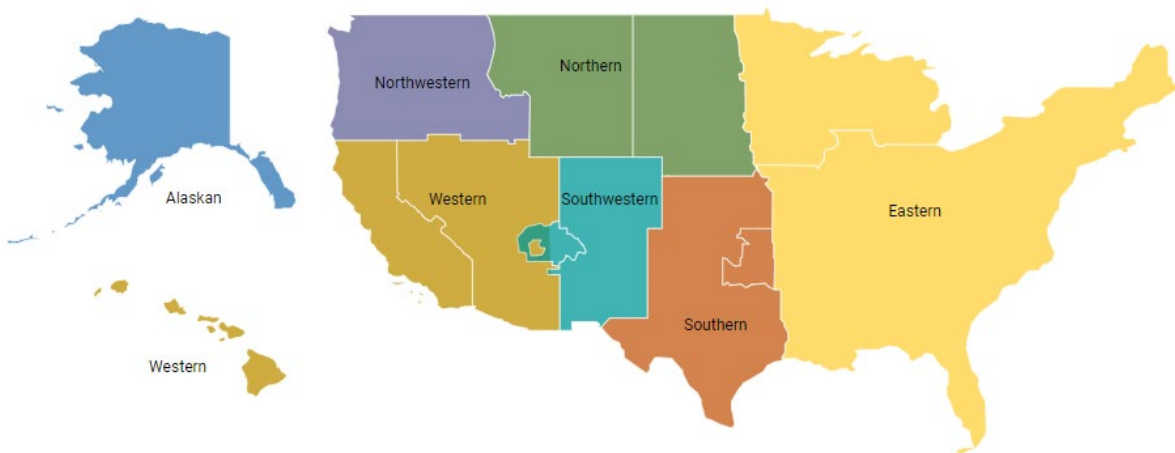 Northwestern
Northern
Alaskan
Western
Southwestern
Eastern
Southern
Western